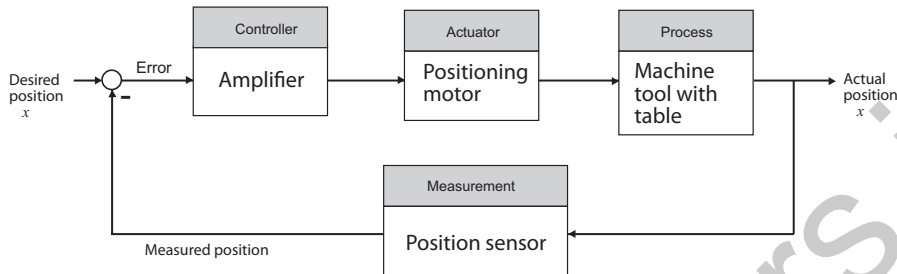 Controller
Amplifier
Actuator
Positioning
motor
Process
Machine
tool with
table
Desired
position
x
Error
-
Actual
position
x
Measurement
Position sensor
Measured position